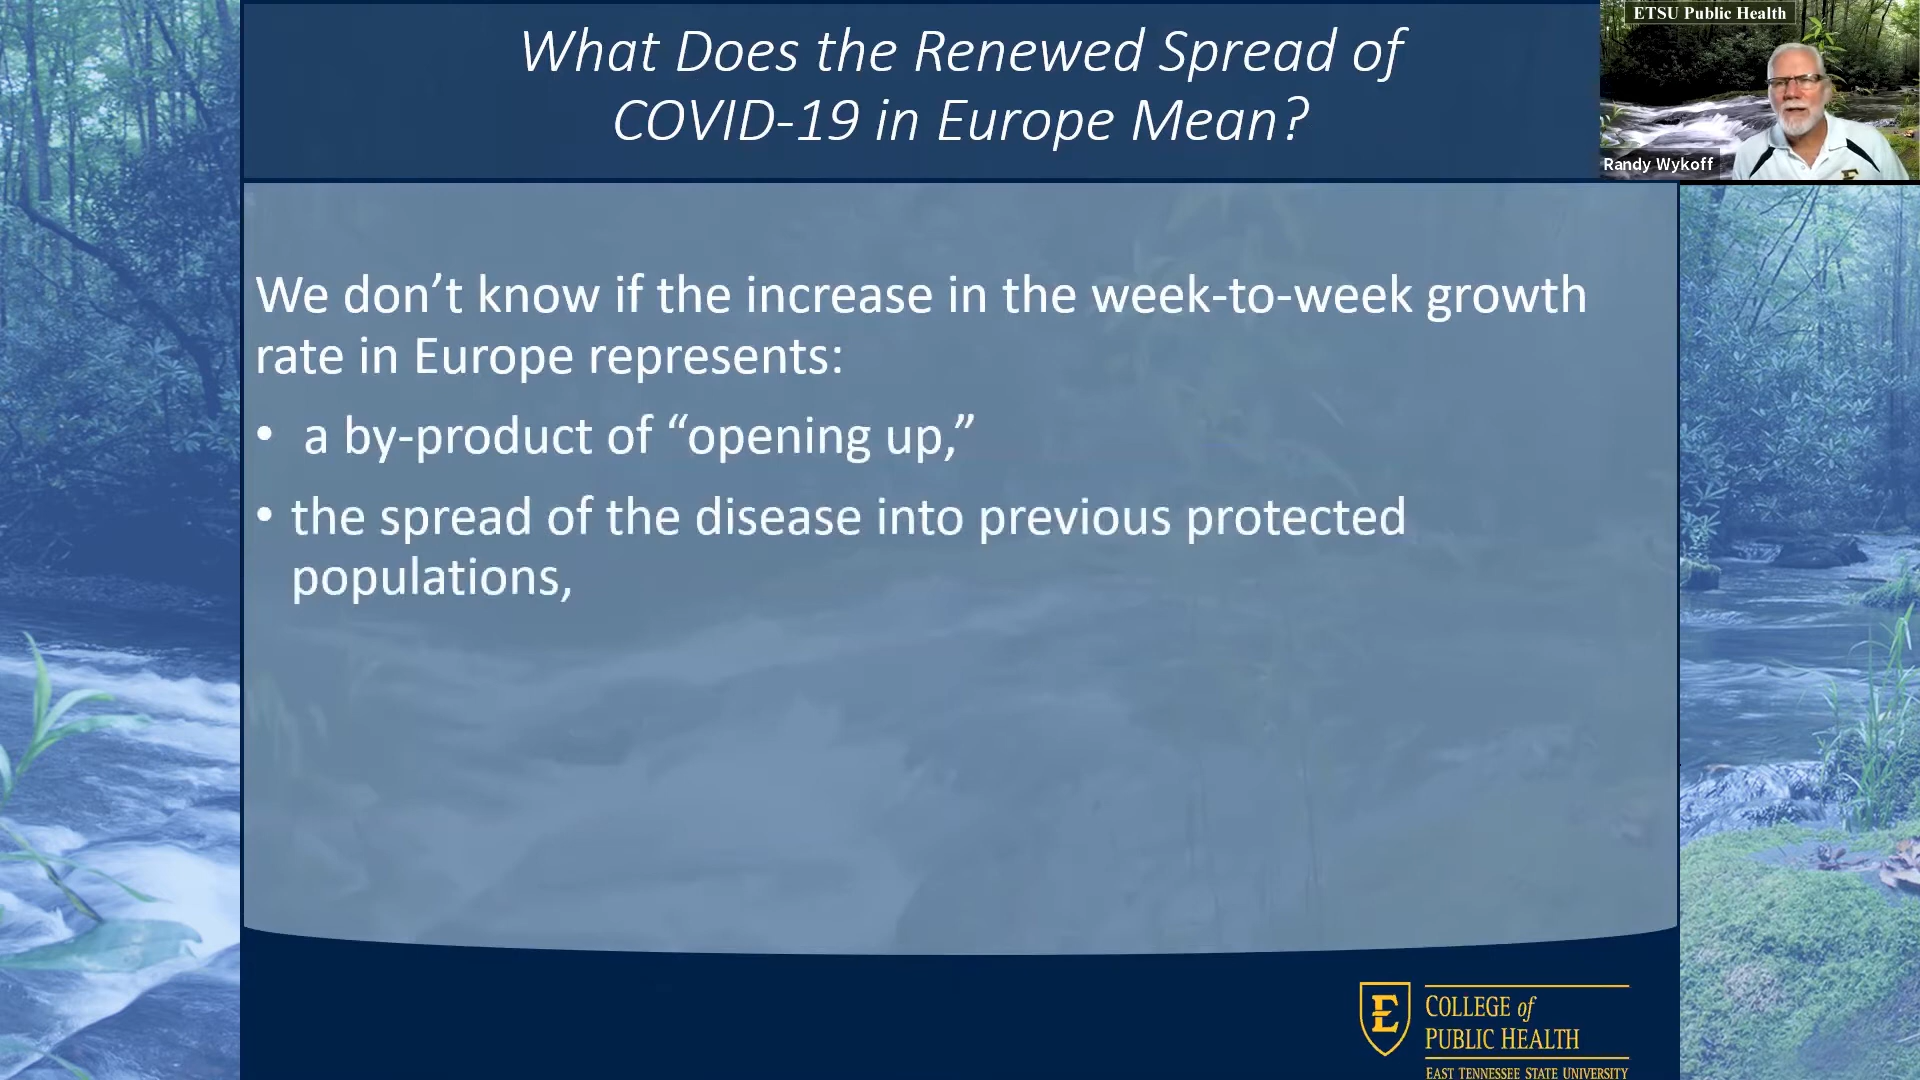 What Does the Renewed Spread of
COVID-19 in Europe Mean?
ETSU Public Health
Randy Wykoff
We don’t know if the increase in the week-to-week growth
rate in Europe represents:
• a by-product of “opening up,”
• the spread of the disease into previous protected
populations,
E
COLLEGE of
PUBLIC HEALTH
EAST TENNESSEE STATE UNIVERSITY